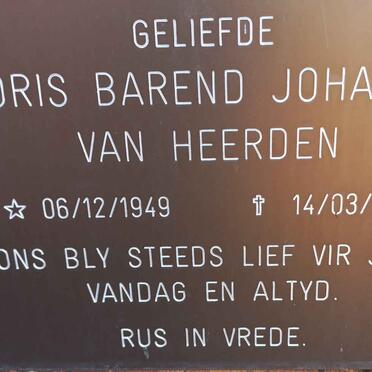 GELIEFDE
ORIS BAREND JOHA
VAN HEERDEN
☆ 06/12/1949 ✝ 14/03/
ONS BLY STEEDS LIEF VIR J
VANDAG EN ALTYD.
RUS IN VREDE.